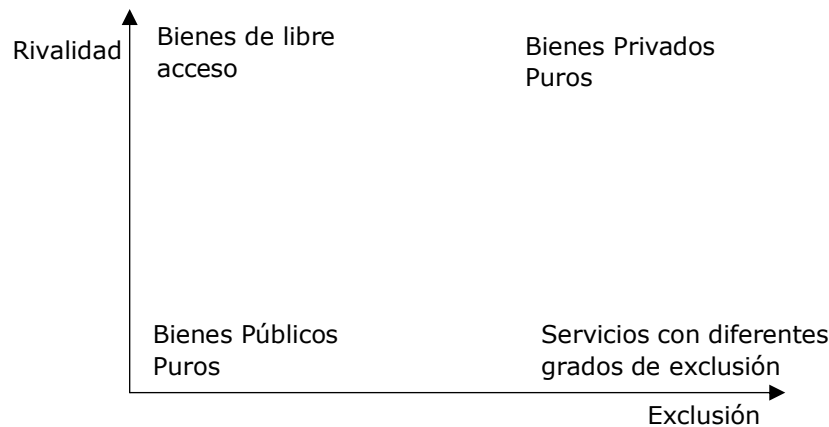 Rivalidad
Bienes de libre
acceso
Bienes Privados
Puros
Bienes Públicos
Puros
Servicios con diferentes
grados de exclusión
Exclusión